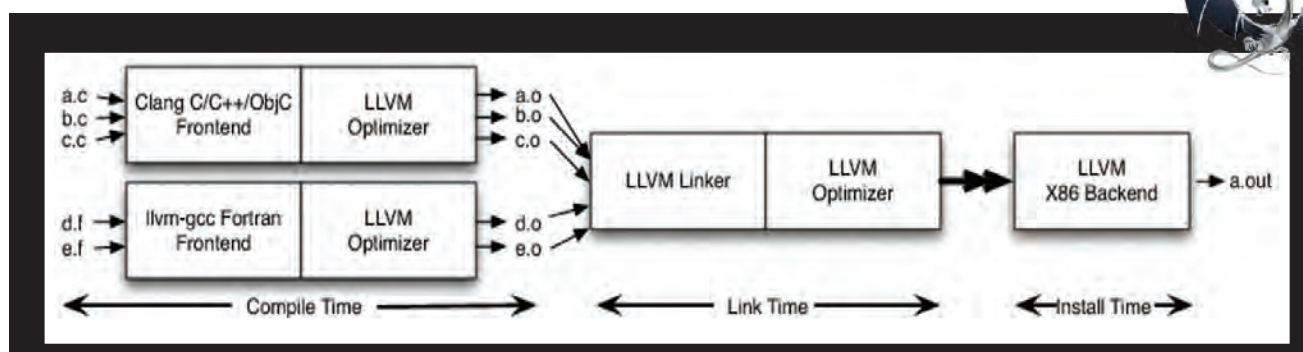 a.c
b.c
c.c
Clang C/C++/ObjC
Frontend
LLVM
Optimizer
a.o
b.o
c.o
d.f
e.f
llvm-gcc Fortran
Frontend
LLVM
Optimizer
d.o
e.o
LLVM Linker
LLVM
Optimizer
LLVM
X86 Backend
a.out
Compile Time
Link Time
Install Time